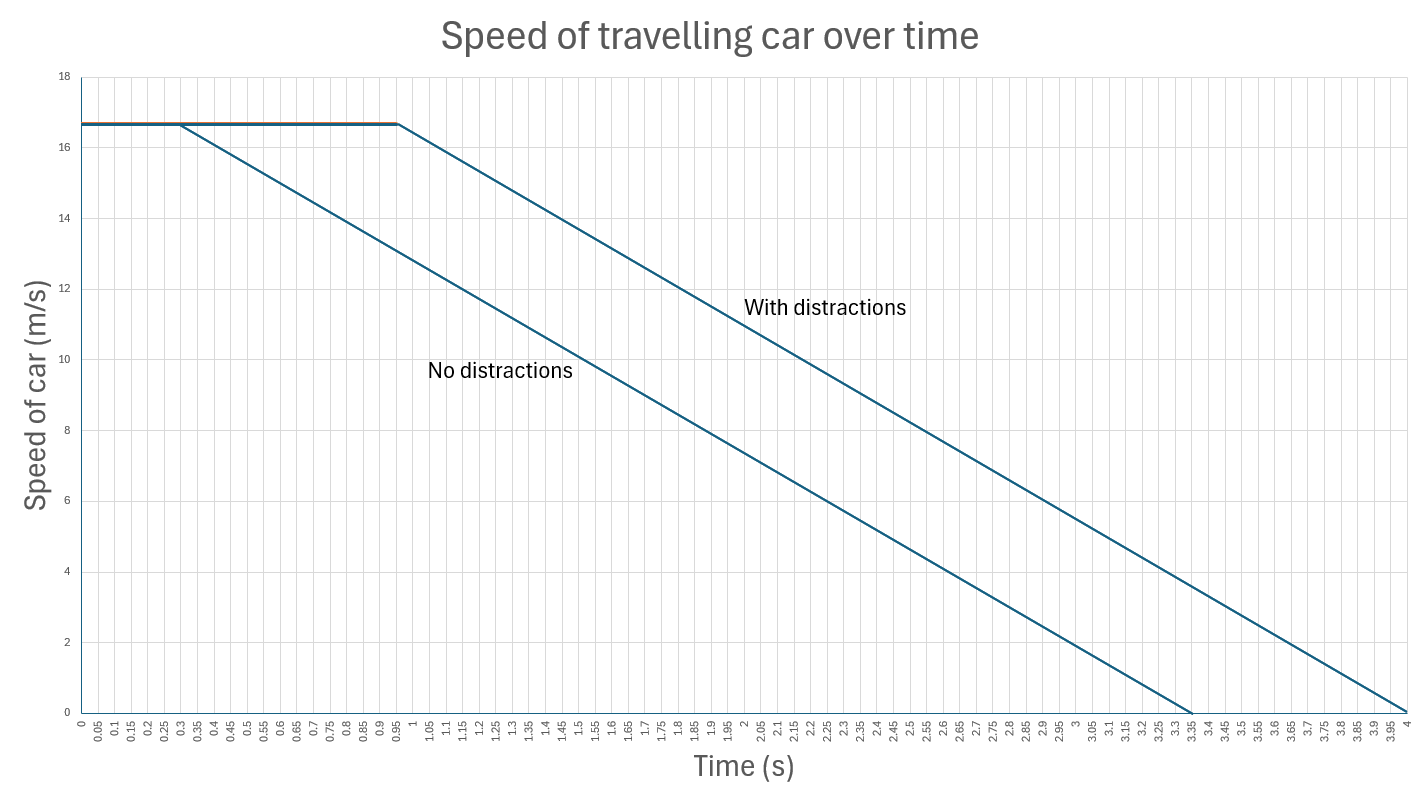 Speed of travelling car over time
Speed of car (m/s)
18
16
14
12
10
8
6
4
2
0
With distractions
No distractions
0 0.05 0.1 0.15 0.2 0.25 0.3 0.35 0.4 0.45 0.5 0.55 0.6 0.65 0.7 0.75 0.8 0.85 0.9 0.95 1 1.05 1.1 1.15 1.2 1.25 1.3 1.35 1.4 1.45 1.5 1.55 1.6 1.65 1.7 1.75 1.8 1.85 1.9 1.95 2 2.05 2.1 2.15 2.2 2.25 2.3 2.35 2.4 2.45 2.5 2.55 2.6 2.65 2.7 2.75 2.8 2.85 2.9 2.95 3 3.05 3.1 3.15 3.2 3.25 3.3 3.35 3.4 3.45 3.5 3.55 3.6 3.65 3.7 3.75 3.8 3.85 3.9 3.95 4
Time (s)